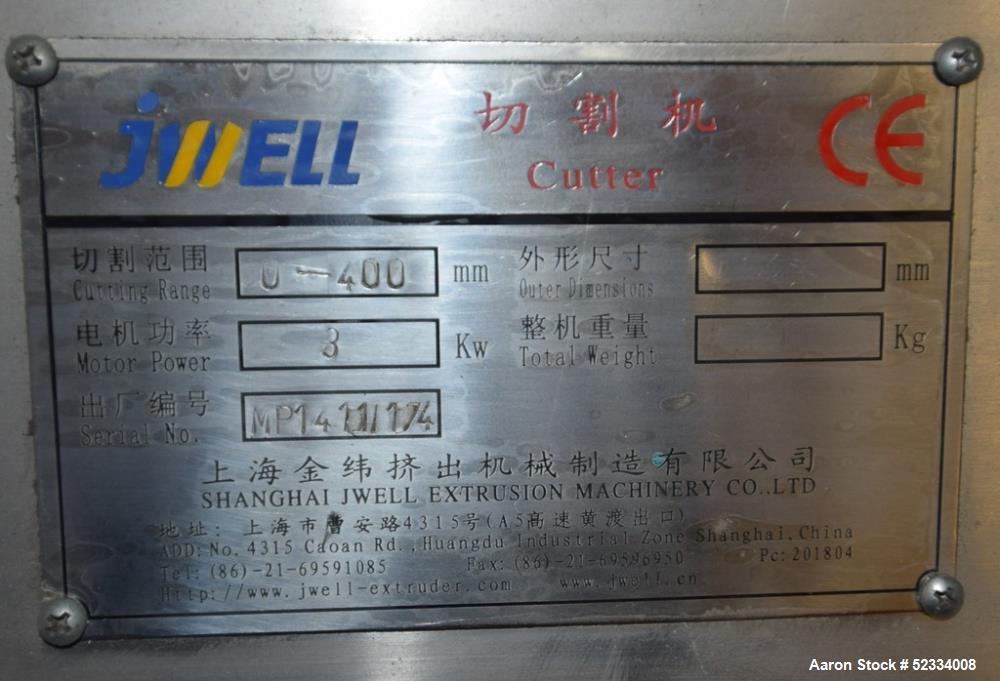 JWELL
切割机
CE
Cutter
切割范围 0-400 mm 外形尺寸 mm
Cutting Range Outer Dimensions
电机功率 3 Kw 整机重量 Kg
Motor Power Total Weight
出厂编号
Serial No.
上海金纬挤出机械制造有限公司
SHANGHAI JWELL EXTRUSION MACHINERY CO.,LTD
地址: 上海市曹安路4315号(A5高速黄渡出口)
ADD: No. 4315 Caoan Rd., Huangdu Industrial Zone Shanghai, China
Tel: (86)-21-69591085 Fax: (86)-21-69596950 Pc: 201804
Http://www.jwell-extruder.com www.jwell.cn
Aaron Stock # 52334008